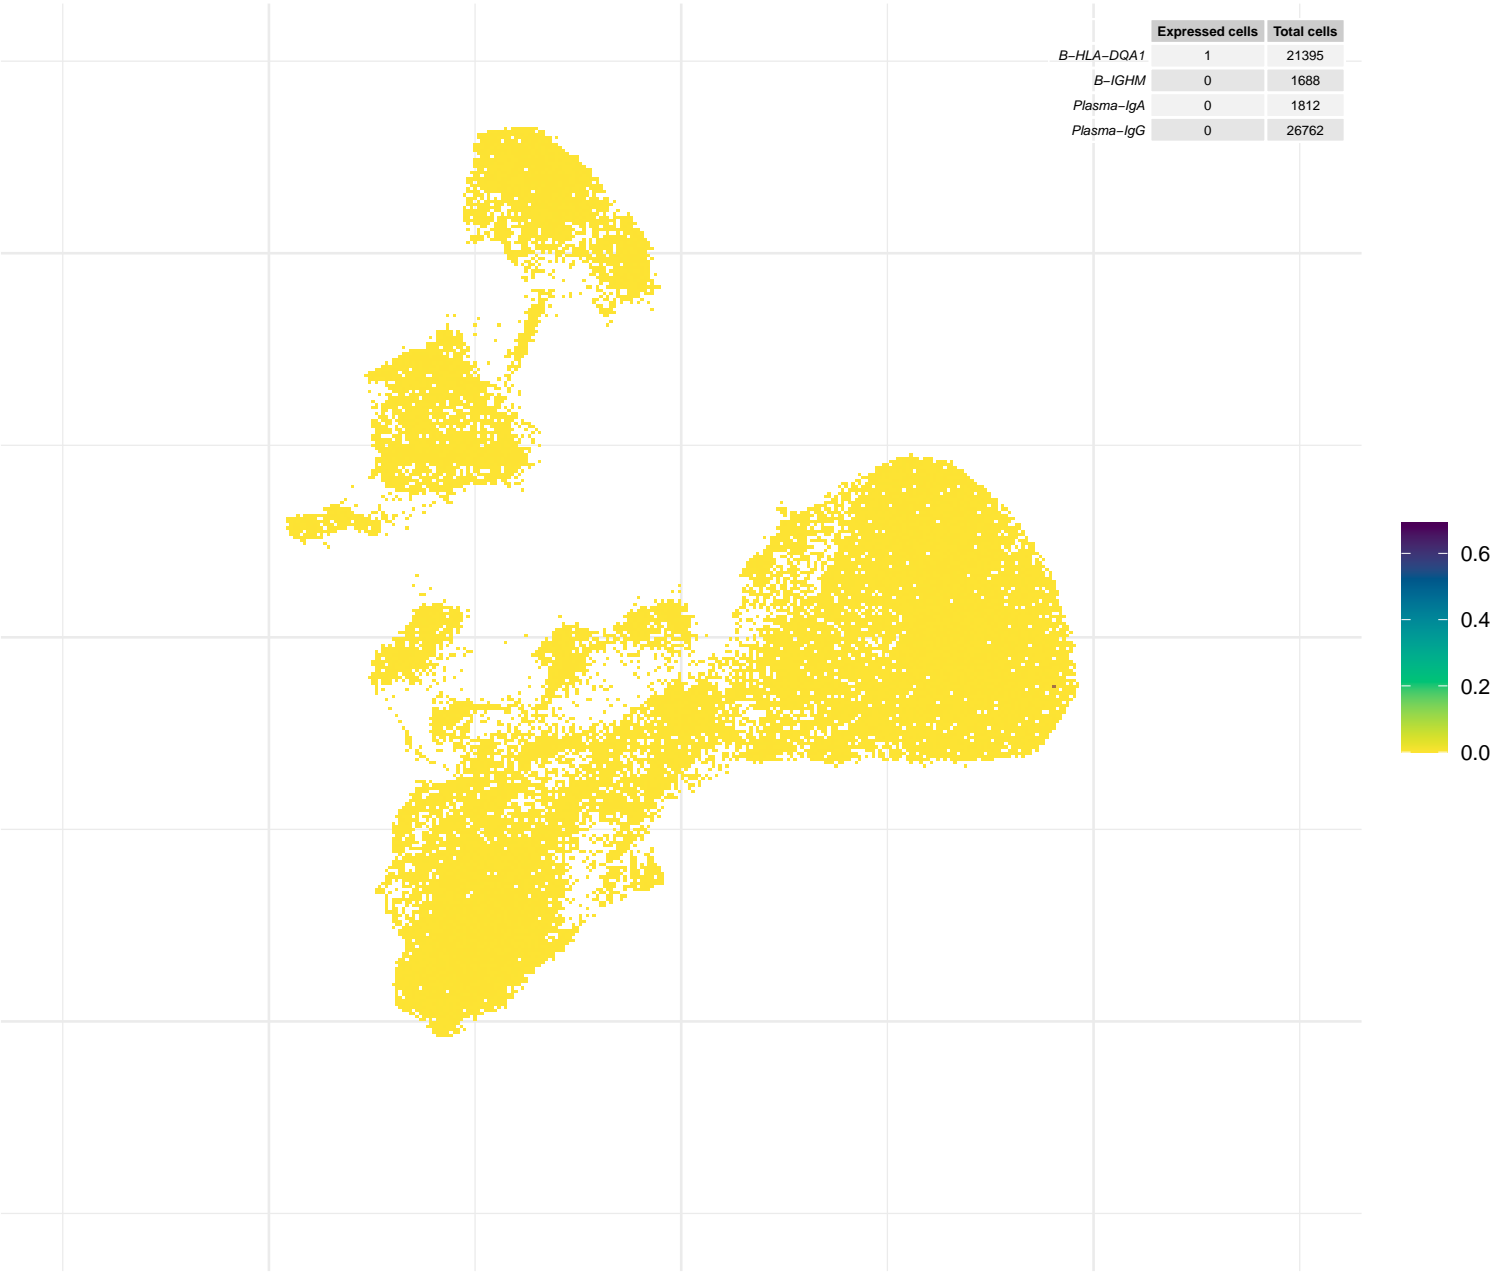 Expressed cells Total cells
B−HLA−DQA1 1 21395
B−IGHM 0 1688
Plasma−IgA 0 1812
Plasma−IgG 0 26762
0.6
0.4
0.2
0.0